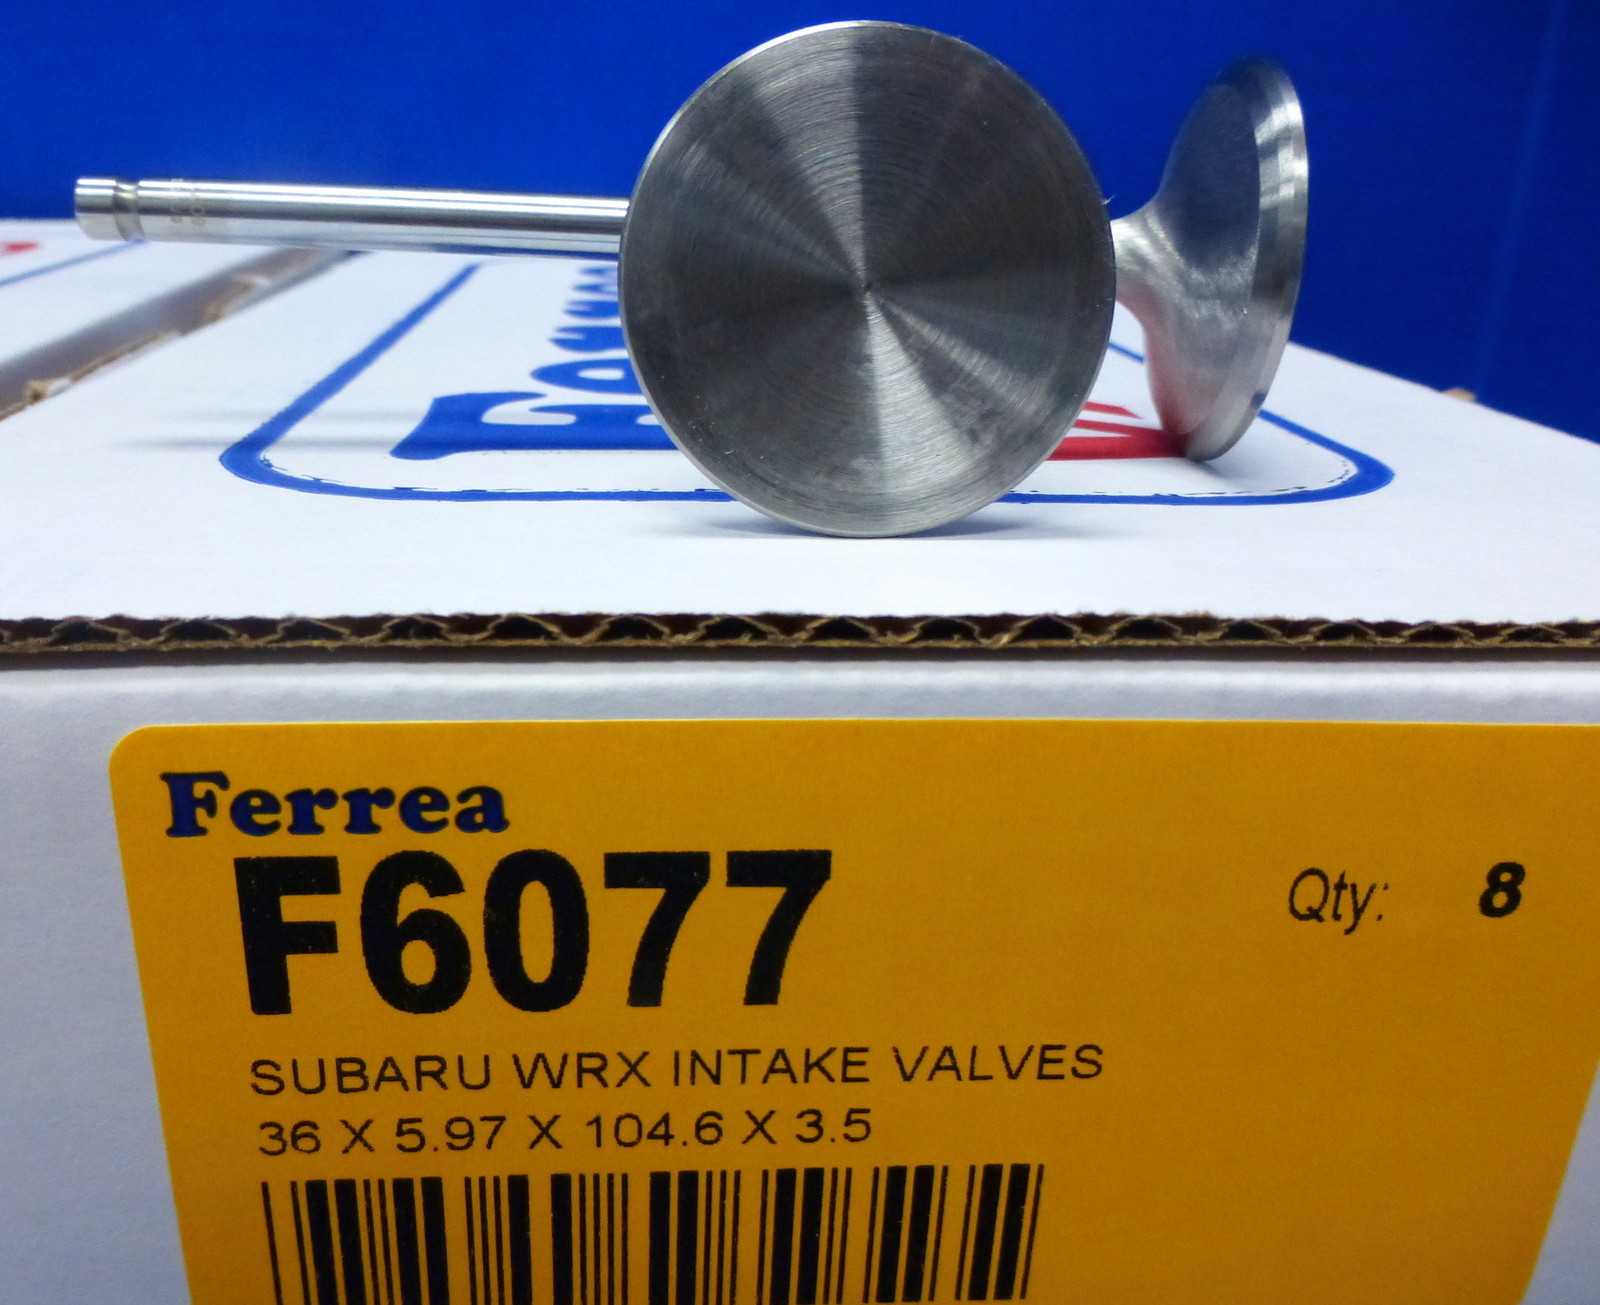 Ferrea
F6077
Qty: 8
SUBARU WRX INTAKE VALVES
36 X 5.97 X 104.6 X 3.5